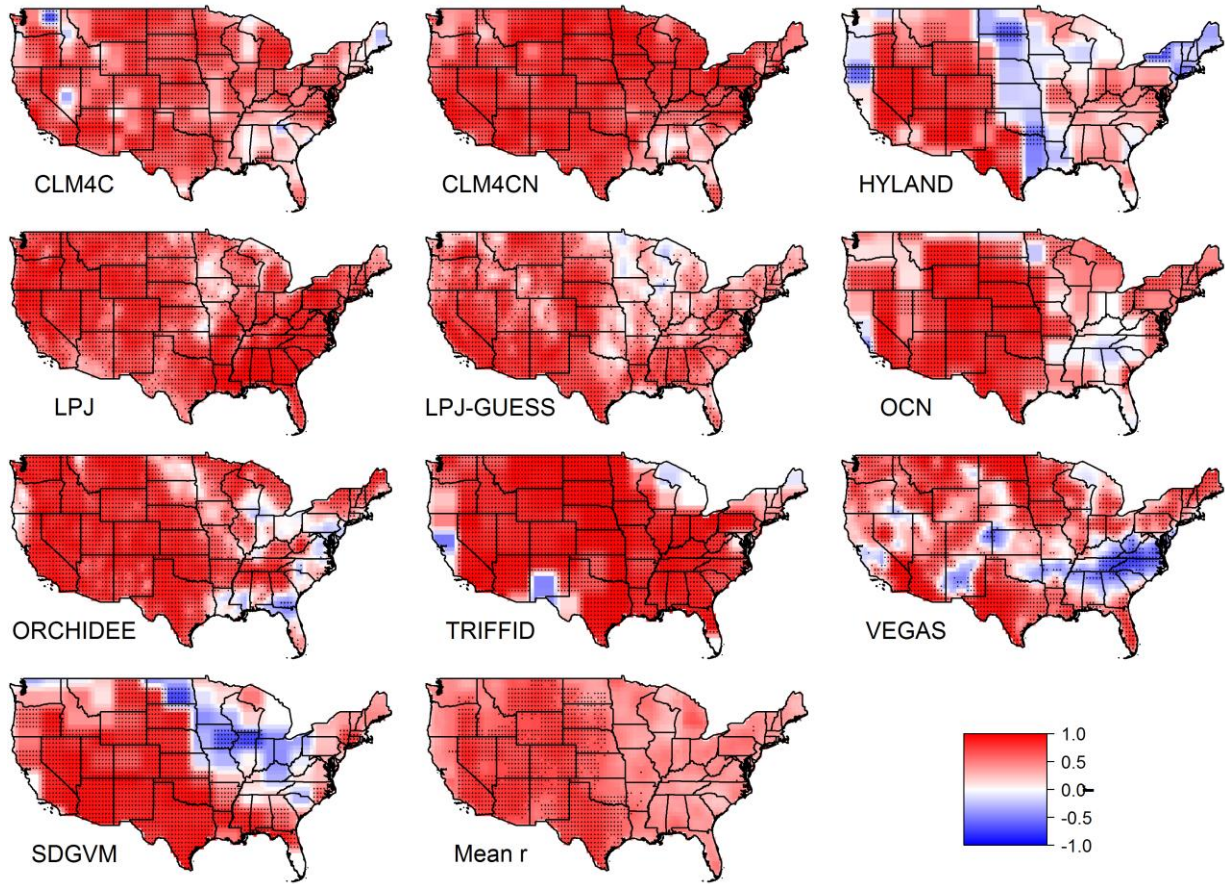 CLM4C
CLM4CN
HYLAND
LPJ
LPJ-GUESS
OCN
ORCHIDEE
TRIFFID
VEGAS
SDGVM
Mean r
1.0
0.5
0.0
-0.5
-1.0